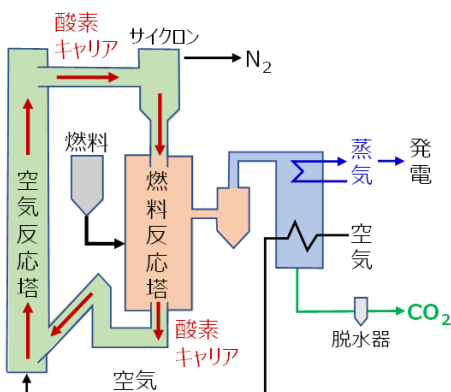 酸素
キャリア
サイクロン
N2
燃料
空気反応塔
燃料反応塔
蒸気
発電
空気
CO2
脱水器
酸素
キャリア
空気